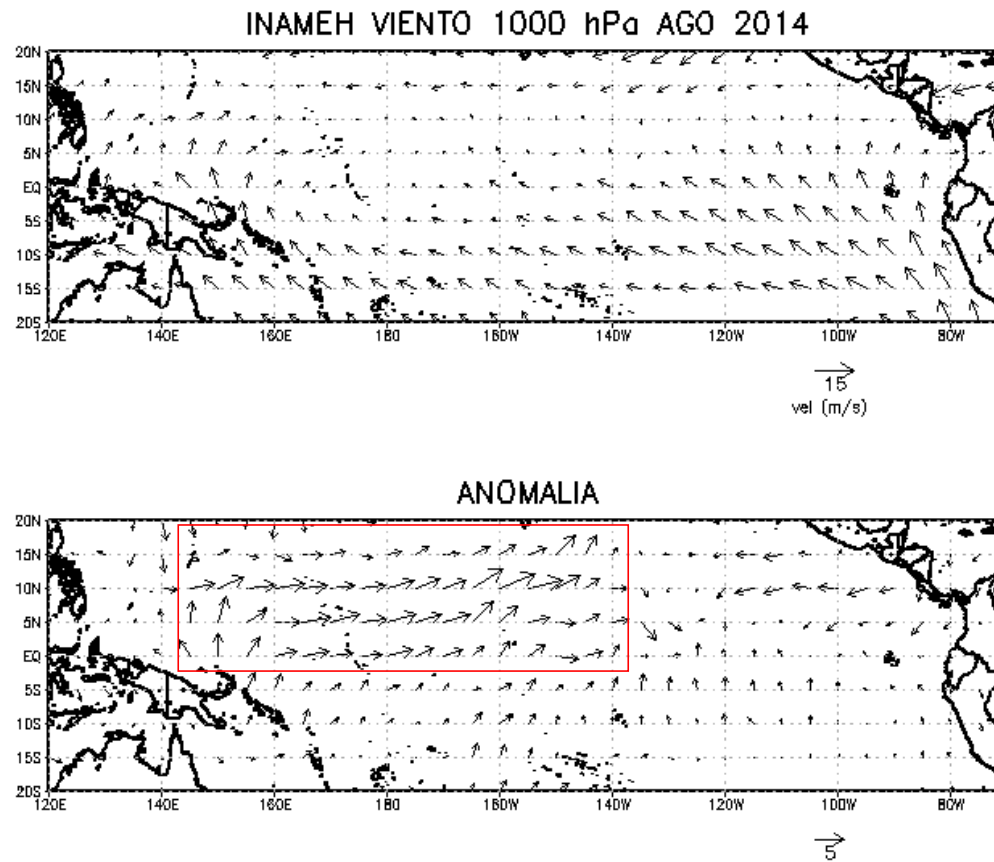 INAMEH VIENTO 1000 hPa AGO 2014
20N
15N
10N
5N
EQ
5S
10S
15S
20S
120E 140E 160E 180 160W 140W 120W 100W 80W
15
vel (m/s)
ANOMALIA
20N
15N
10N
5N
EQ
5S
10S
15S
20S
120E 140E 160E 180 160W 140W 120W 100W 80W
5